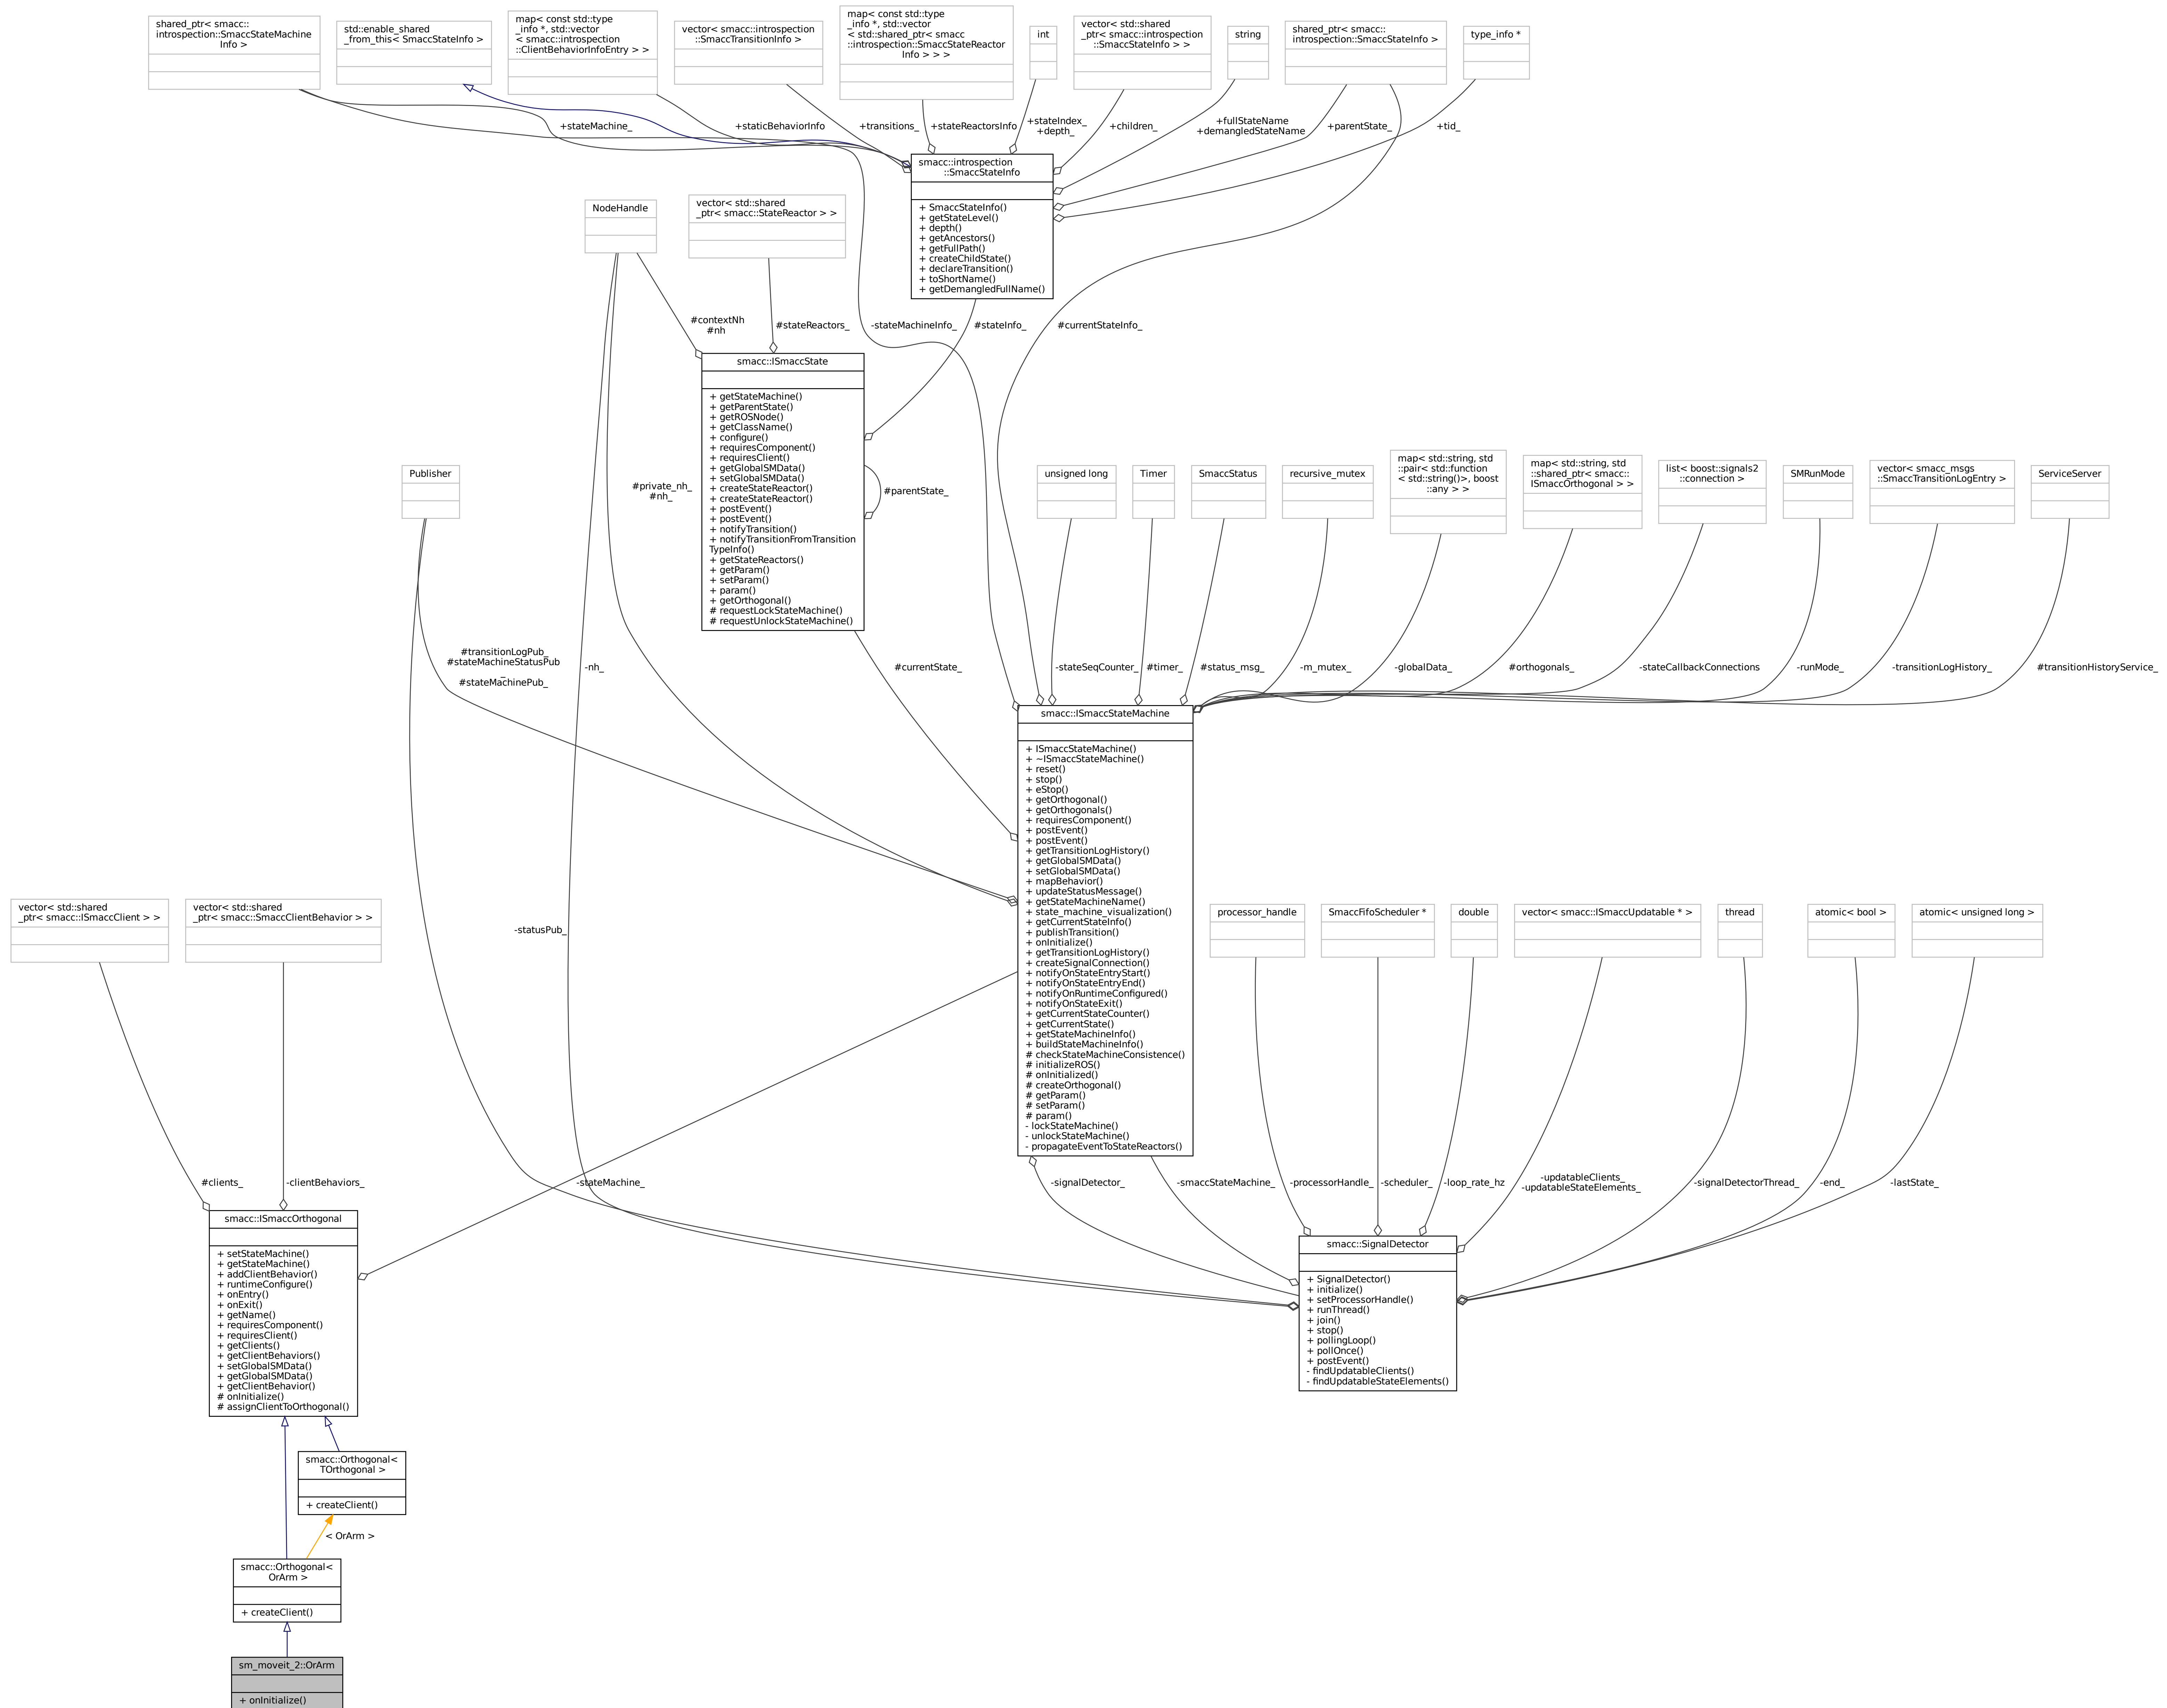 shared_ptr< smacc::
introspection::SmaccStateMachine
Info >
std::enable_shared
_from_this< SmaccStateInfo >
map< const std::type
_info *, std::vector
< smacc::introspection
::ClientBehaviorInfoEntry > >
vector< smacc::introspection
::SmaccTransitionInfo >
map< const std::type
_info *, std::vector
< std::shared_ptr< smacc
::introspection::SmaccStateReactor
Info > > >
int
vector< std::shared
_ptr< smacc::introspection
::SmaccStateInfo > >
string
shared_ptr< smacc::
introspection::SmaccStateInfo >
type_info *
+stateMachine_
+staticBehaviorInfo
+transitions_
+stateReactorsInfo
+stateIndex_
+depth_
+children_
+fullStateName
+demangledStateName
+parentState_
+tid_
smacc::introspection
::SmaccStateInfo
+ SmaccStateInfo()
+ getStateLevel()
+ depth()
+ getAncestors()
+ getFullPath()
+ createChildState()
+ declareTransition()
+ toShortName()
+ getDemangledFullName()
NodeHandle
vector< std::shared
_ptr< smacc::StateReactor > >
#contextNh
#nh
#stateReactors_
-stateMachineInfo_
#stateInfo_
#currentStateInfo_
smacc::ISmaccState
+ getStateMachine()
+ getParentState()
+ getROSNode()
+ getClassName()
+ configure()
+ requiresComponent()
+ requiresClient()
+ getGlobalSMData()
+ setGlobalSMData()
+ createStateReactor()
+ createStateReactor()
+ postEvent()
+ postEvent()
+ notifyTransition()
+ notifyTransitionFromTransition
TypeInfo()
+ getStateReactors()
+ getParam()
+ setParam()
+ param()
+ getOrthogonal()
# requestLockStateMachine()
# requestUnlockStateMachine()
#parentState_
Publisher
#private_nh_
#nh_
unsigned long
Timer
SmaccStatus
recursive_mutex
map< std::string, std
::pair< std::function
< std::string()>, boost
::any > >
map< std::string, std
::shared_ptr< smacc::
ISmaccOrthogonal > >
list< boost::signals2
::connection >
SMRunMode
vector< smacc_msgs
::SmaccTransitionLogEntry >
ServiceServer
#transitionLogPub_
#stateMachineStatusPub
_
#stateMachinePub_
-nh_
#currentState_
-stateSeqCounter_
#timer_
#status_msg_
-m_mutex_
-globalData_
#orthogonals_
-stateCallbackConnections
-runMode_
-transitionLogHistory_
#transitionHistoryService_
smacc::ISmaccStateMachine
+ ISmaccStateMachine()
+ ~ISmaccStateMachine()
+ reset()
+ stop()
+ eStop()
+ getOrthogonal()
+ getOrthogonals()
+ requiresComponent()
+ postEvent()
+ postEvent()
+ getTransitionLogHistory()
+ getGlobalSMData()
+ setGlobalSMData()
+ mapBehavior()
+ updateStatusMessage()
+ getStateMachineName()
+ state_machine_visualization()
+ getCurrentStateInfo()
+ publishTransition()
+ onInitialize()
+ getTransitionLogHistory()
+ createSignalConnection()
+ notifyOnStateEntryStart()
+ notifyOnStateEntryEnd()
+ notifyOnRuntimeConfigured()
+ notifyOnStateExit()
+ getCurrentStateCounter()
+ getCurrentState()
+ getStateMachineInfo()
+ buildStateMachineInfo()
# checkStateMachineConsistence()
# initializeROS()
# onInitialized()
# createOrthogonal()
# getParam()
# setParam()
# param()
- lockStateMachine()
- unlockStateMachine()
- propagateEventToStateReactors()
vector< std::shared
_ptr< smacc::ISmaccClient > >
vector< std::shared
_ptr< smacc::SmaccClientBehavior > >
-statusPub_
processor_handle
SmaccFifoScheduler *
double
vector< smacc::ISmaccUpdatable * >
thread
atomic< bool >
atomic< unsigned long >
#clients_
-clientBehaviors_
-stateMachine_
-signalDetector_
-smaccStateMachine_
-processorHandle_
-scheduler_
-loop_rate_hz
-updatableClients_
-updatableStateElements_
-signalDetectorThread_
-end_
-lastState_
smacc::ISmaccOrthogonal
+ setStateMachine()
+ getStateMachine()
+ addClientBehavior()
+ runtimeConfigure()
+ onEntry()
+ onExit()
+ getName()
+ requiresComponent()
+ requiresClient()
+ getClients()
+ getClientBehaviors()
+ setGlobalSMData()
+ getGlobalSMData()
+ getClientBehavior()
# onInitialize()
# assignClientToOrthogonal()
smacc::SignalDetector
+ SignalDetector()
+ initialize()
+ setProcessorHandle()
+ runThread()
+ join()
+ stop()
+ pollingLoop()
+ pollOnce()
+ postEvent()
- findUpdatableClients()
- findUpdatableStateElements()
smacc::Orthogonal<
TOrthogonal >
+ createClient()
< OrArm >
smacc::Orthogonal<
OrArm >
+ createClient()
sm_moveit_2::OrArm
+ onInitialize()